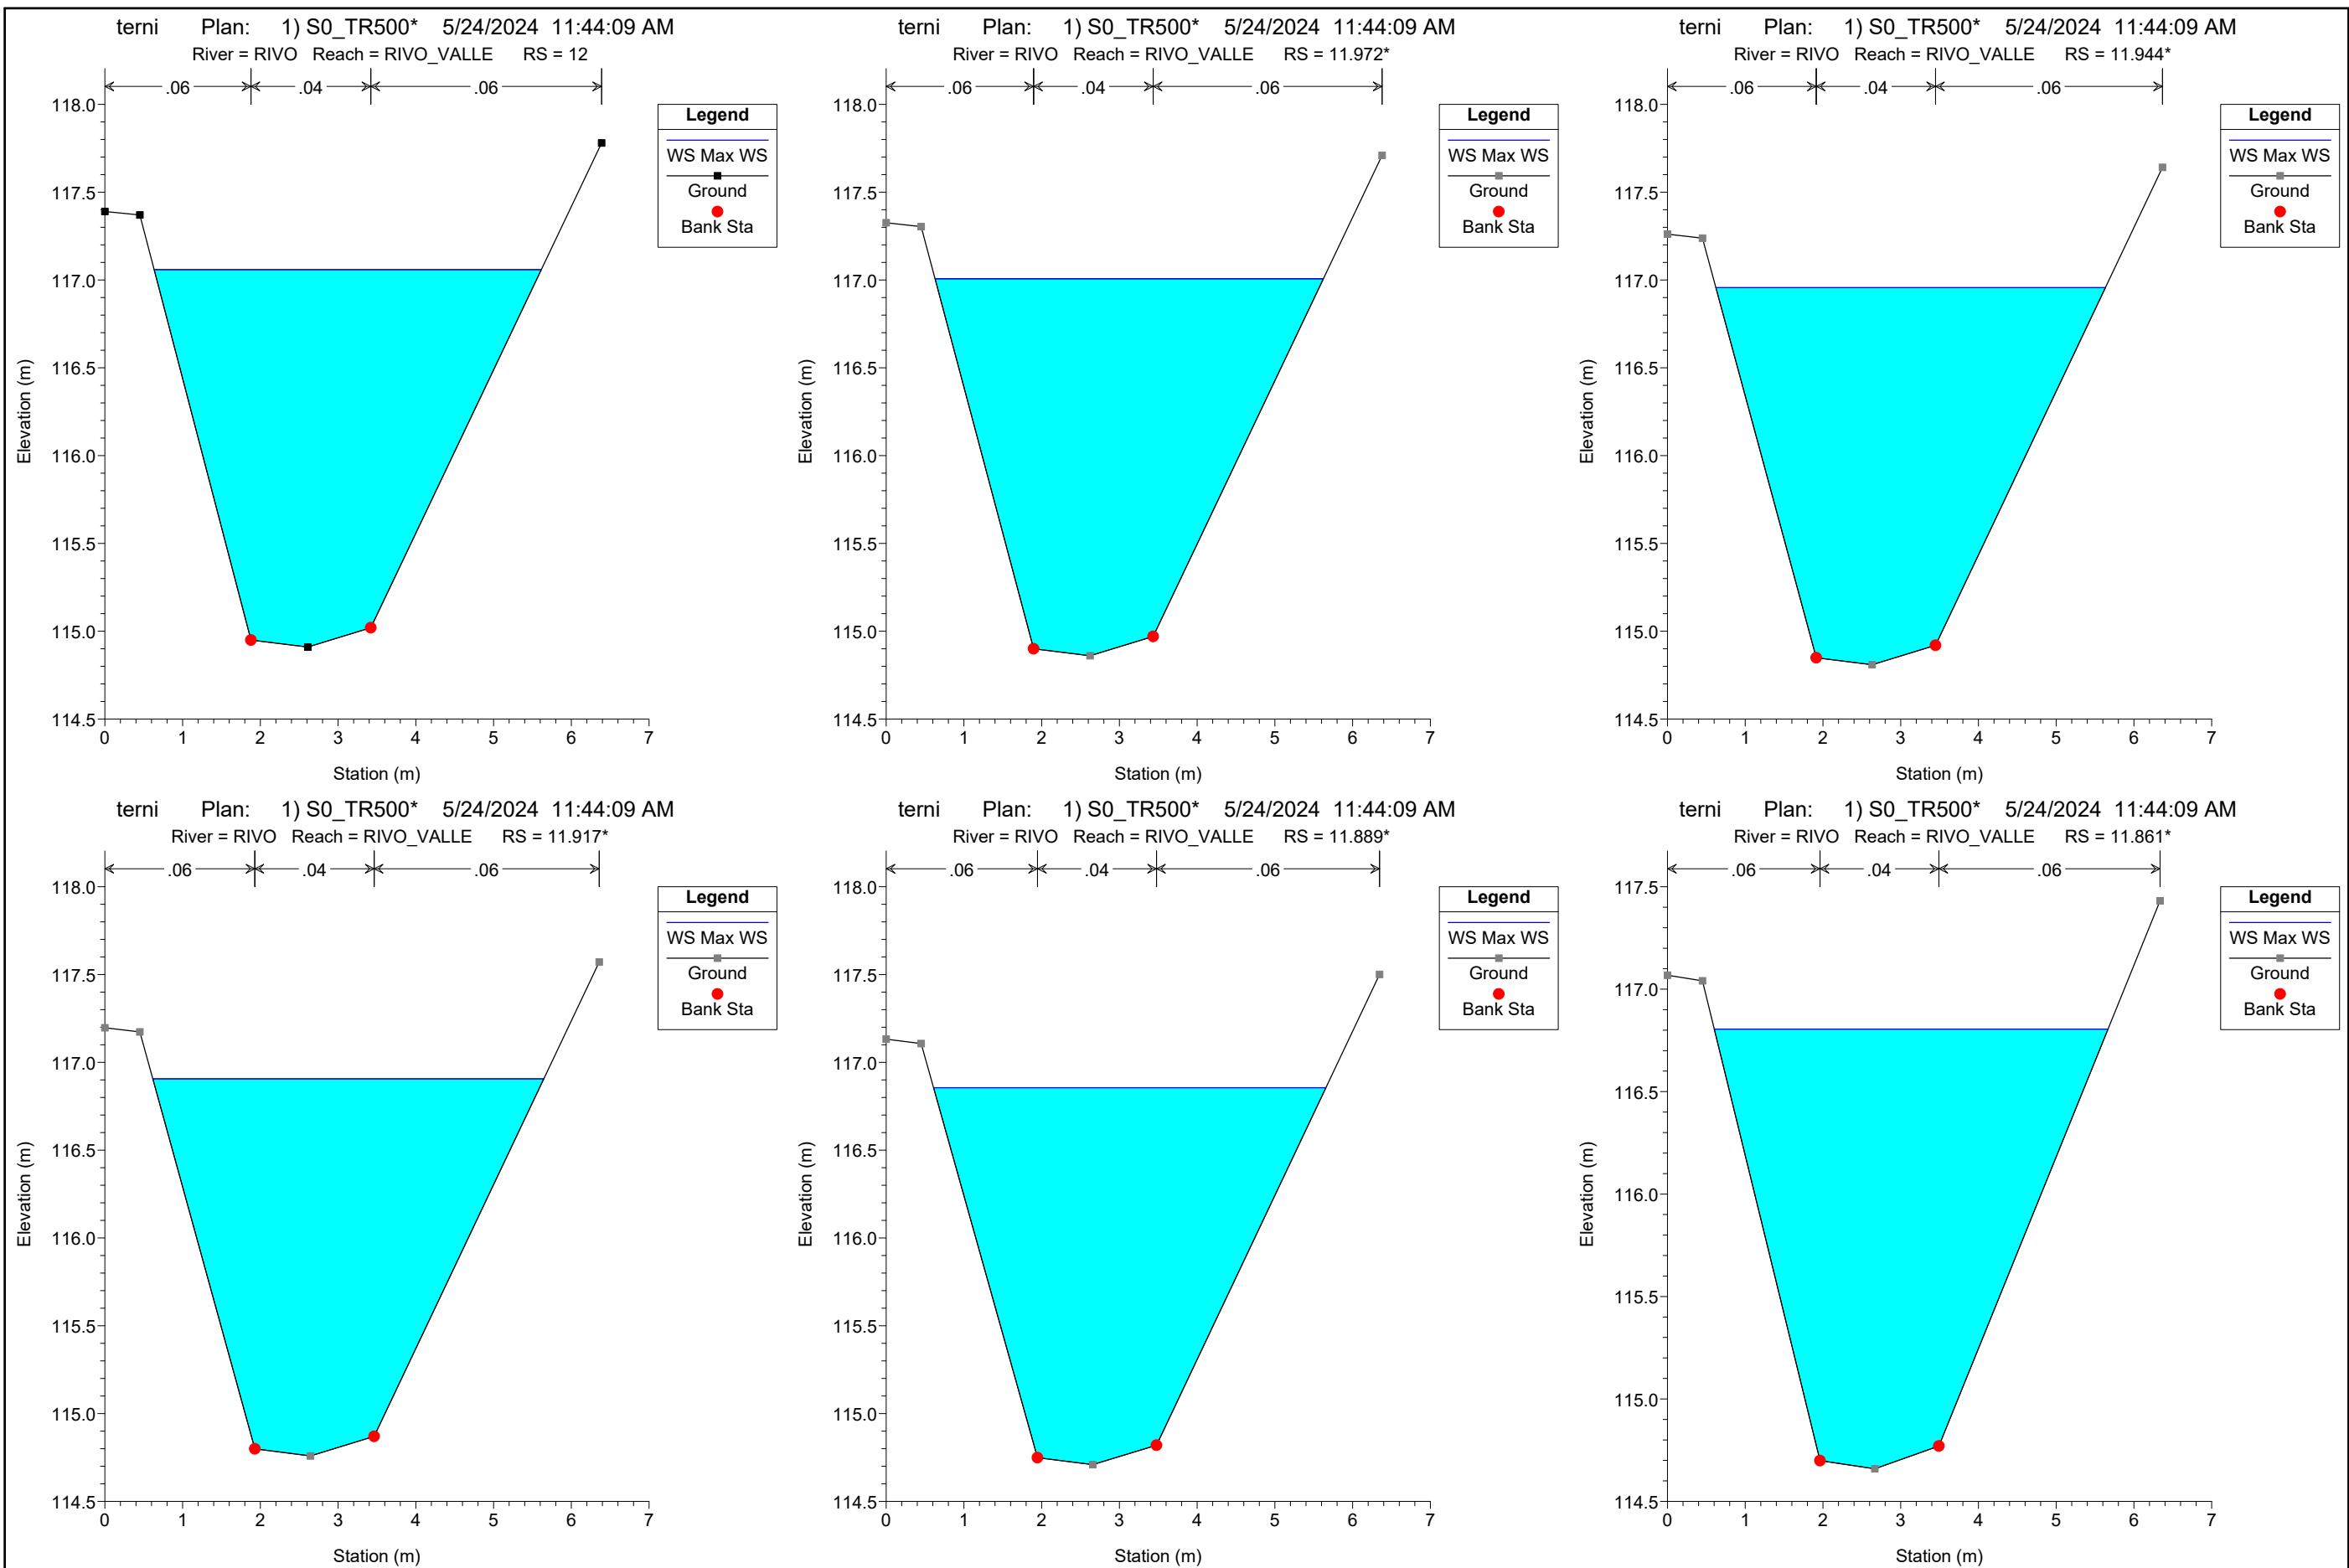 terni Plan: 1) S0_TR500* 5/24/2024 11:44:09 AM
River = RIVO Reach = RIVO_VALLE RS = 12
.06 .04 .06
118.0
117.5
117.0
116.5
116.0
115.5
115.0
114.5
Elevation (m)
0 1 2 3 4 5 6 7
Station (m)
Legend
WS Max WS
Ground
Bank Sta
terni Plan: 1) S0_TR500* 5/24/2024 11:44:09 AM
River = RIVO Reach = RIVO_VALLE RS = 11.972*
.06 .04 .06
118.0
117.5
117.0
116.5
116.0
115.5
115.0
114.5
Elevation (m)
0 1 2 3 4 5 6 7
Station (m)
Legend
WS Max WS
Ground
Bank Sta
terni Plan: 1) S0_TR500* 5/24/2024 11:44:09 AM
River = RIVO Reach = RIVO_VALLE RS = 11.944*
.06 .04 .06
118.0
117.5
117.0
116.5
116.0
115.5
115.0
114.5
Elevation (m)
0 1 2 3 4 5 6 7
Station (m)
Legend
WS Max WS
Ground
Bank Sta
terni Plan: 1) S0_TR500* 5/24/2024 11:44:09 AM
River = RIVO Reach = RIVO_VALLE RS = 11.917*
.06 .04 .06
118.0
117.5
117.0
116.5
116.0
115.5
115.0
114.5
Elevation (m)
0 1 2 3 4 5 6 7
Station (m)
Legend
WS Max WS
Ground
Bank Sta
terni Plan: 1) S0_TR500* 5/24/2024 11:44:09 AM
River = RIVO Reach = RIVO_VALLE RS = 11.889*
.06 .04 .06
118.0
117.5
117.0
116.5
116.0
115.5
115.0
114.5
Elevation (m)
0 1 2 3 4 5 6 7
Station (m)
Legend
WS Max WS
Ground
Bank Sta
terni Plan: 1) S0_TR500* 5/24/2024 11:44:09 AM
River = RIVO Reach = RIVO_VALLE RS = 11.861*
.06 .04 .06
117.5
117.0
116.5
116.0
115.5
115.0
114.5
Elevation (m)
0 1 2 3 4 5 6 7
Station (m)
Legend
WS Max WS
Ground
Bank Sta